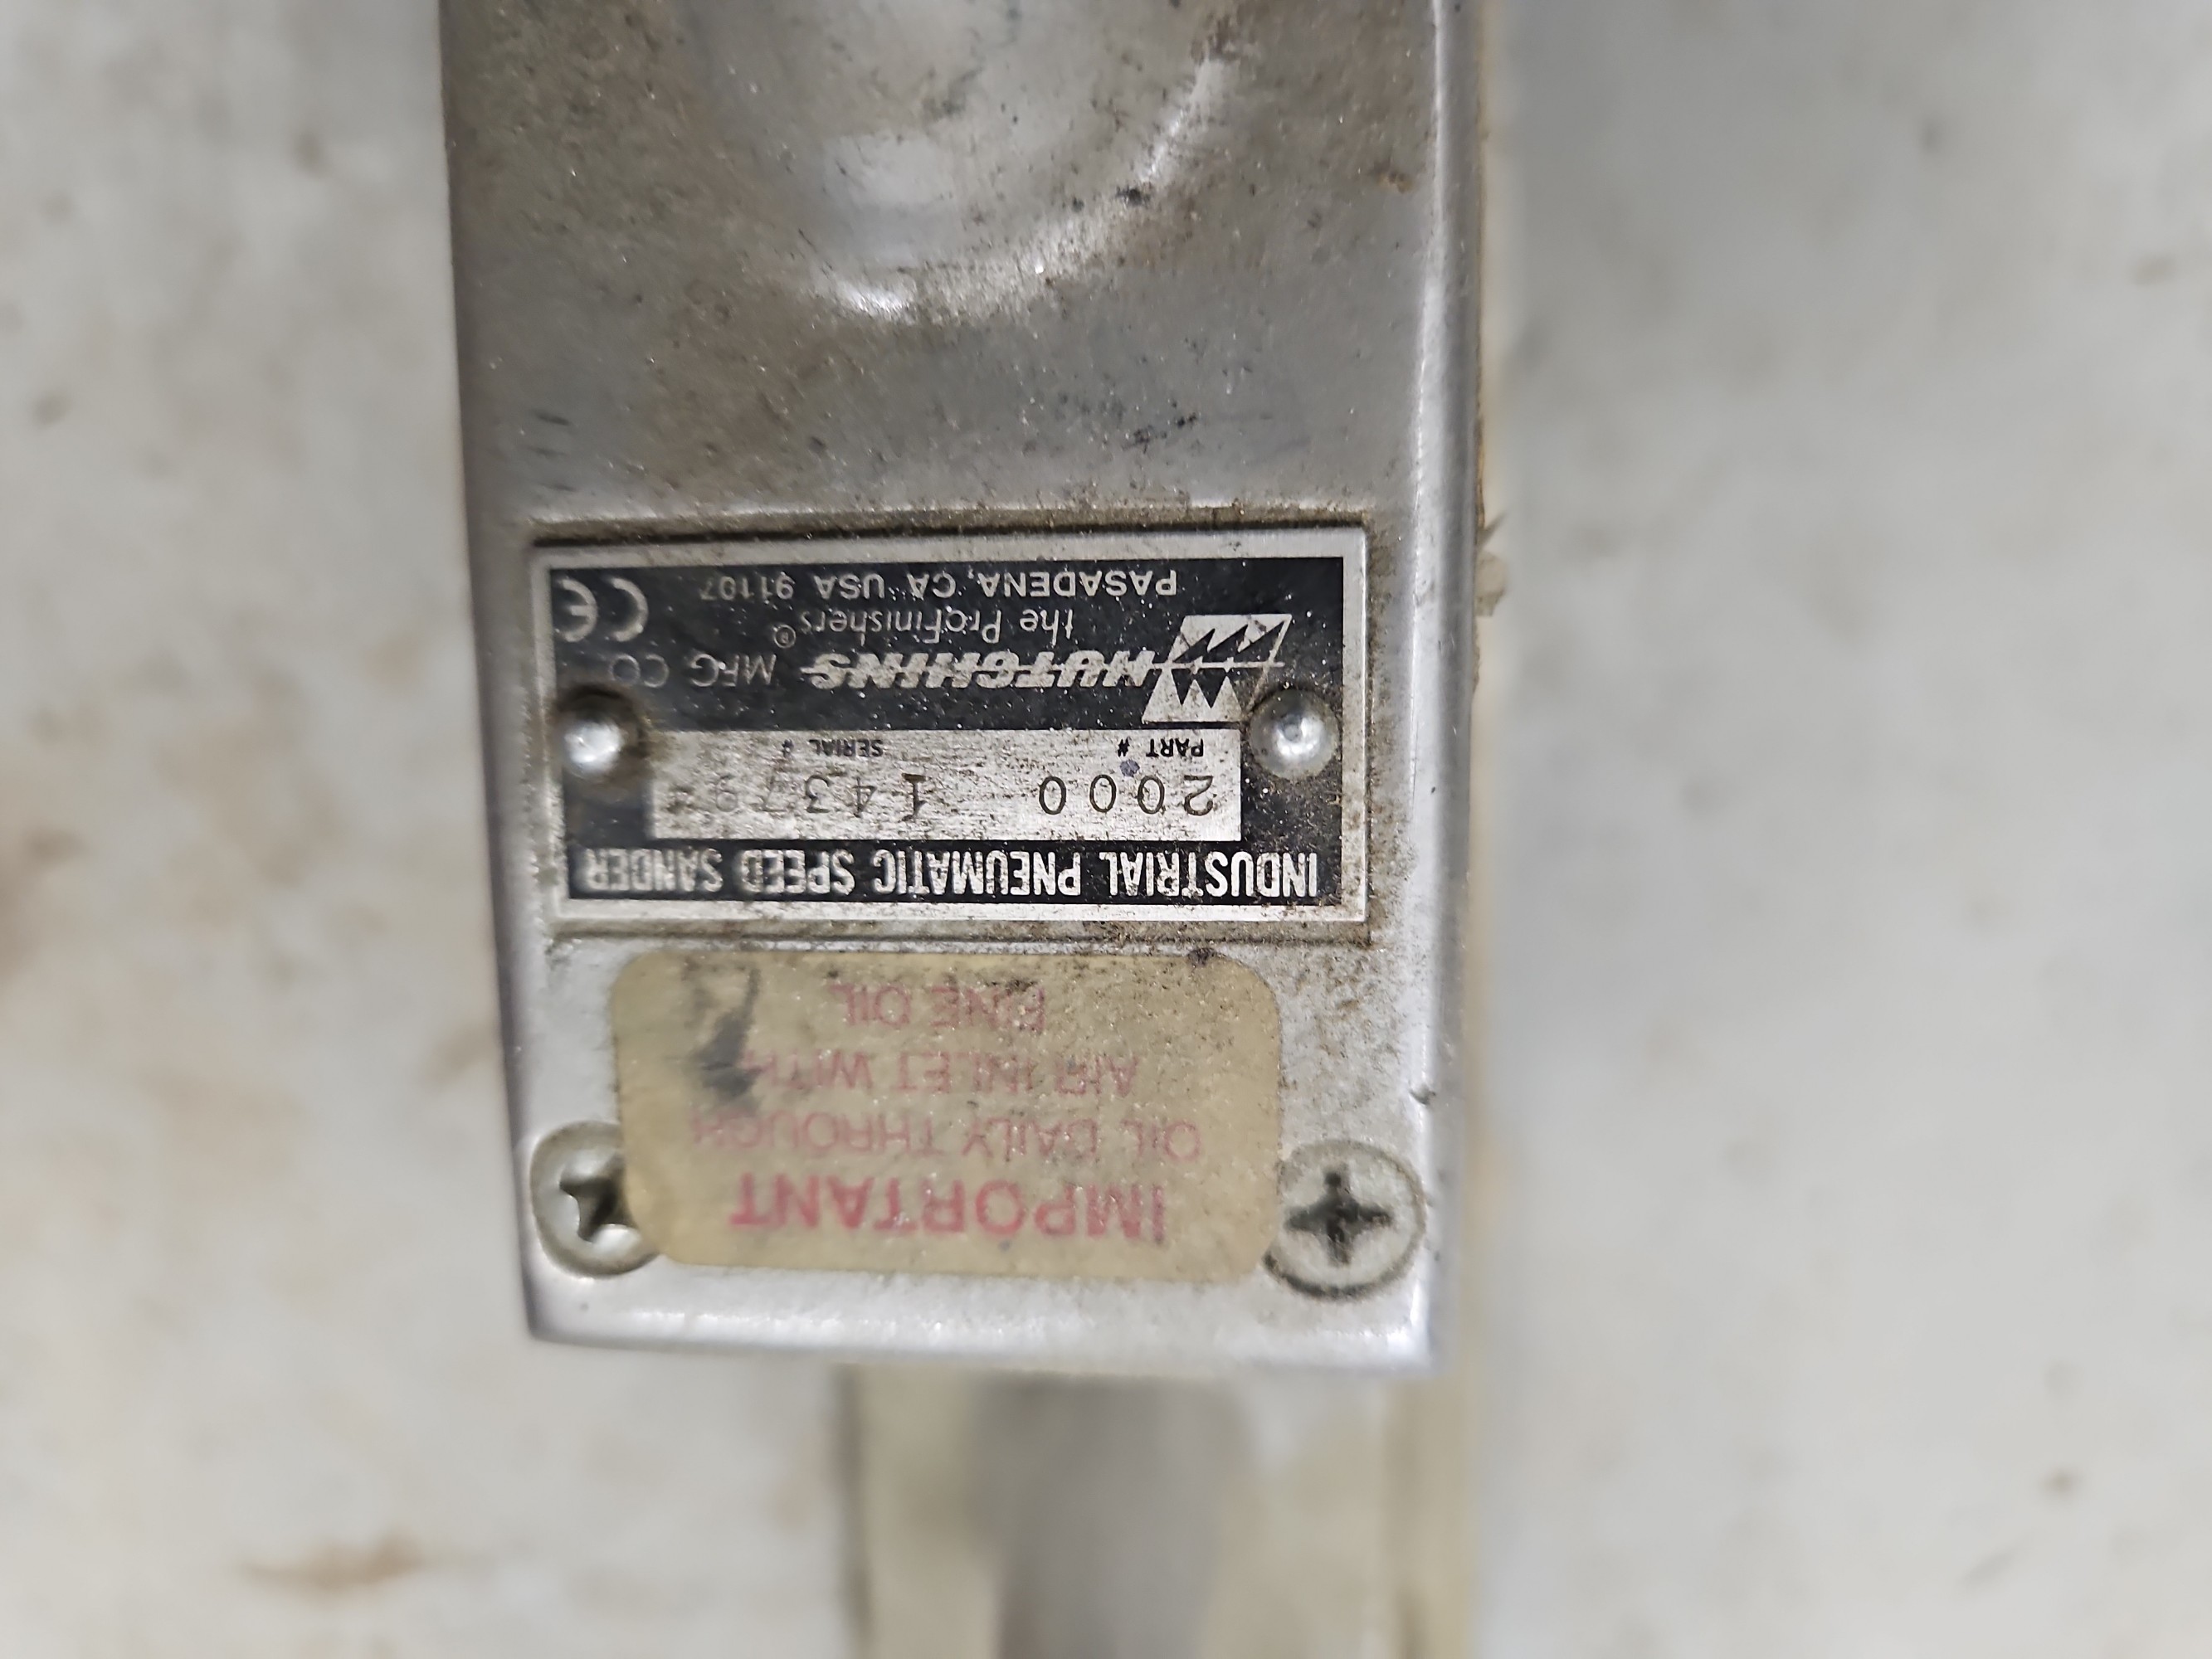 IMPORTANT
OIL DAILY THROUGH
AIR INLET WITH
FINE OIL
INDUSTRIAL PNEUMATIC SPEED SANDER
2000
PART # SERIAL #
HUTCHINS MFG CO
the ProFinishers®
PASADENA, CA USA 91107
CE